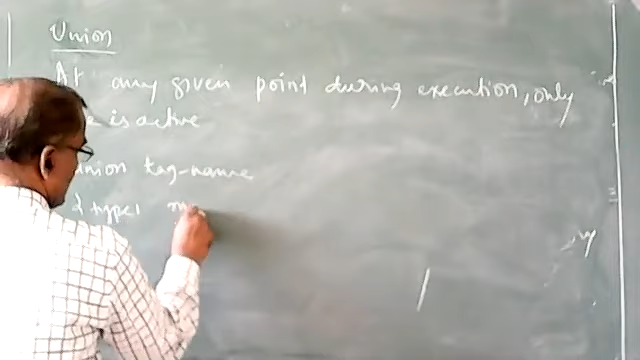 Union
At any given point during execution, only
is active
union tag-name
type1 m